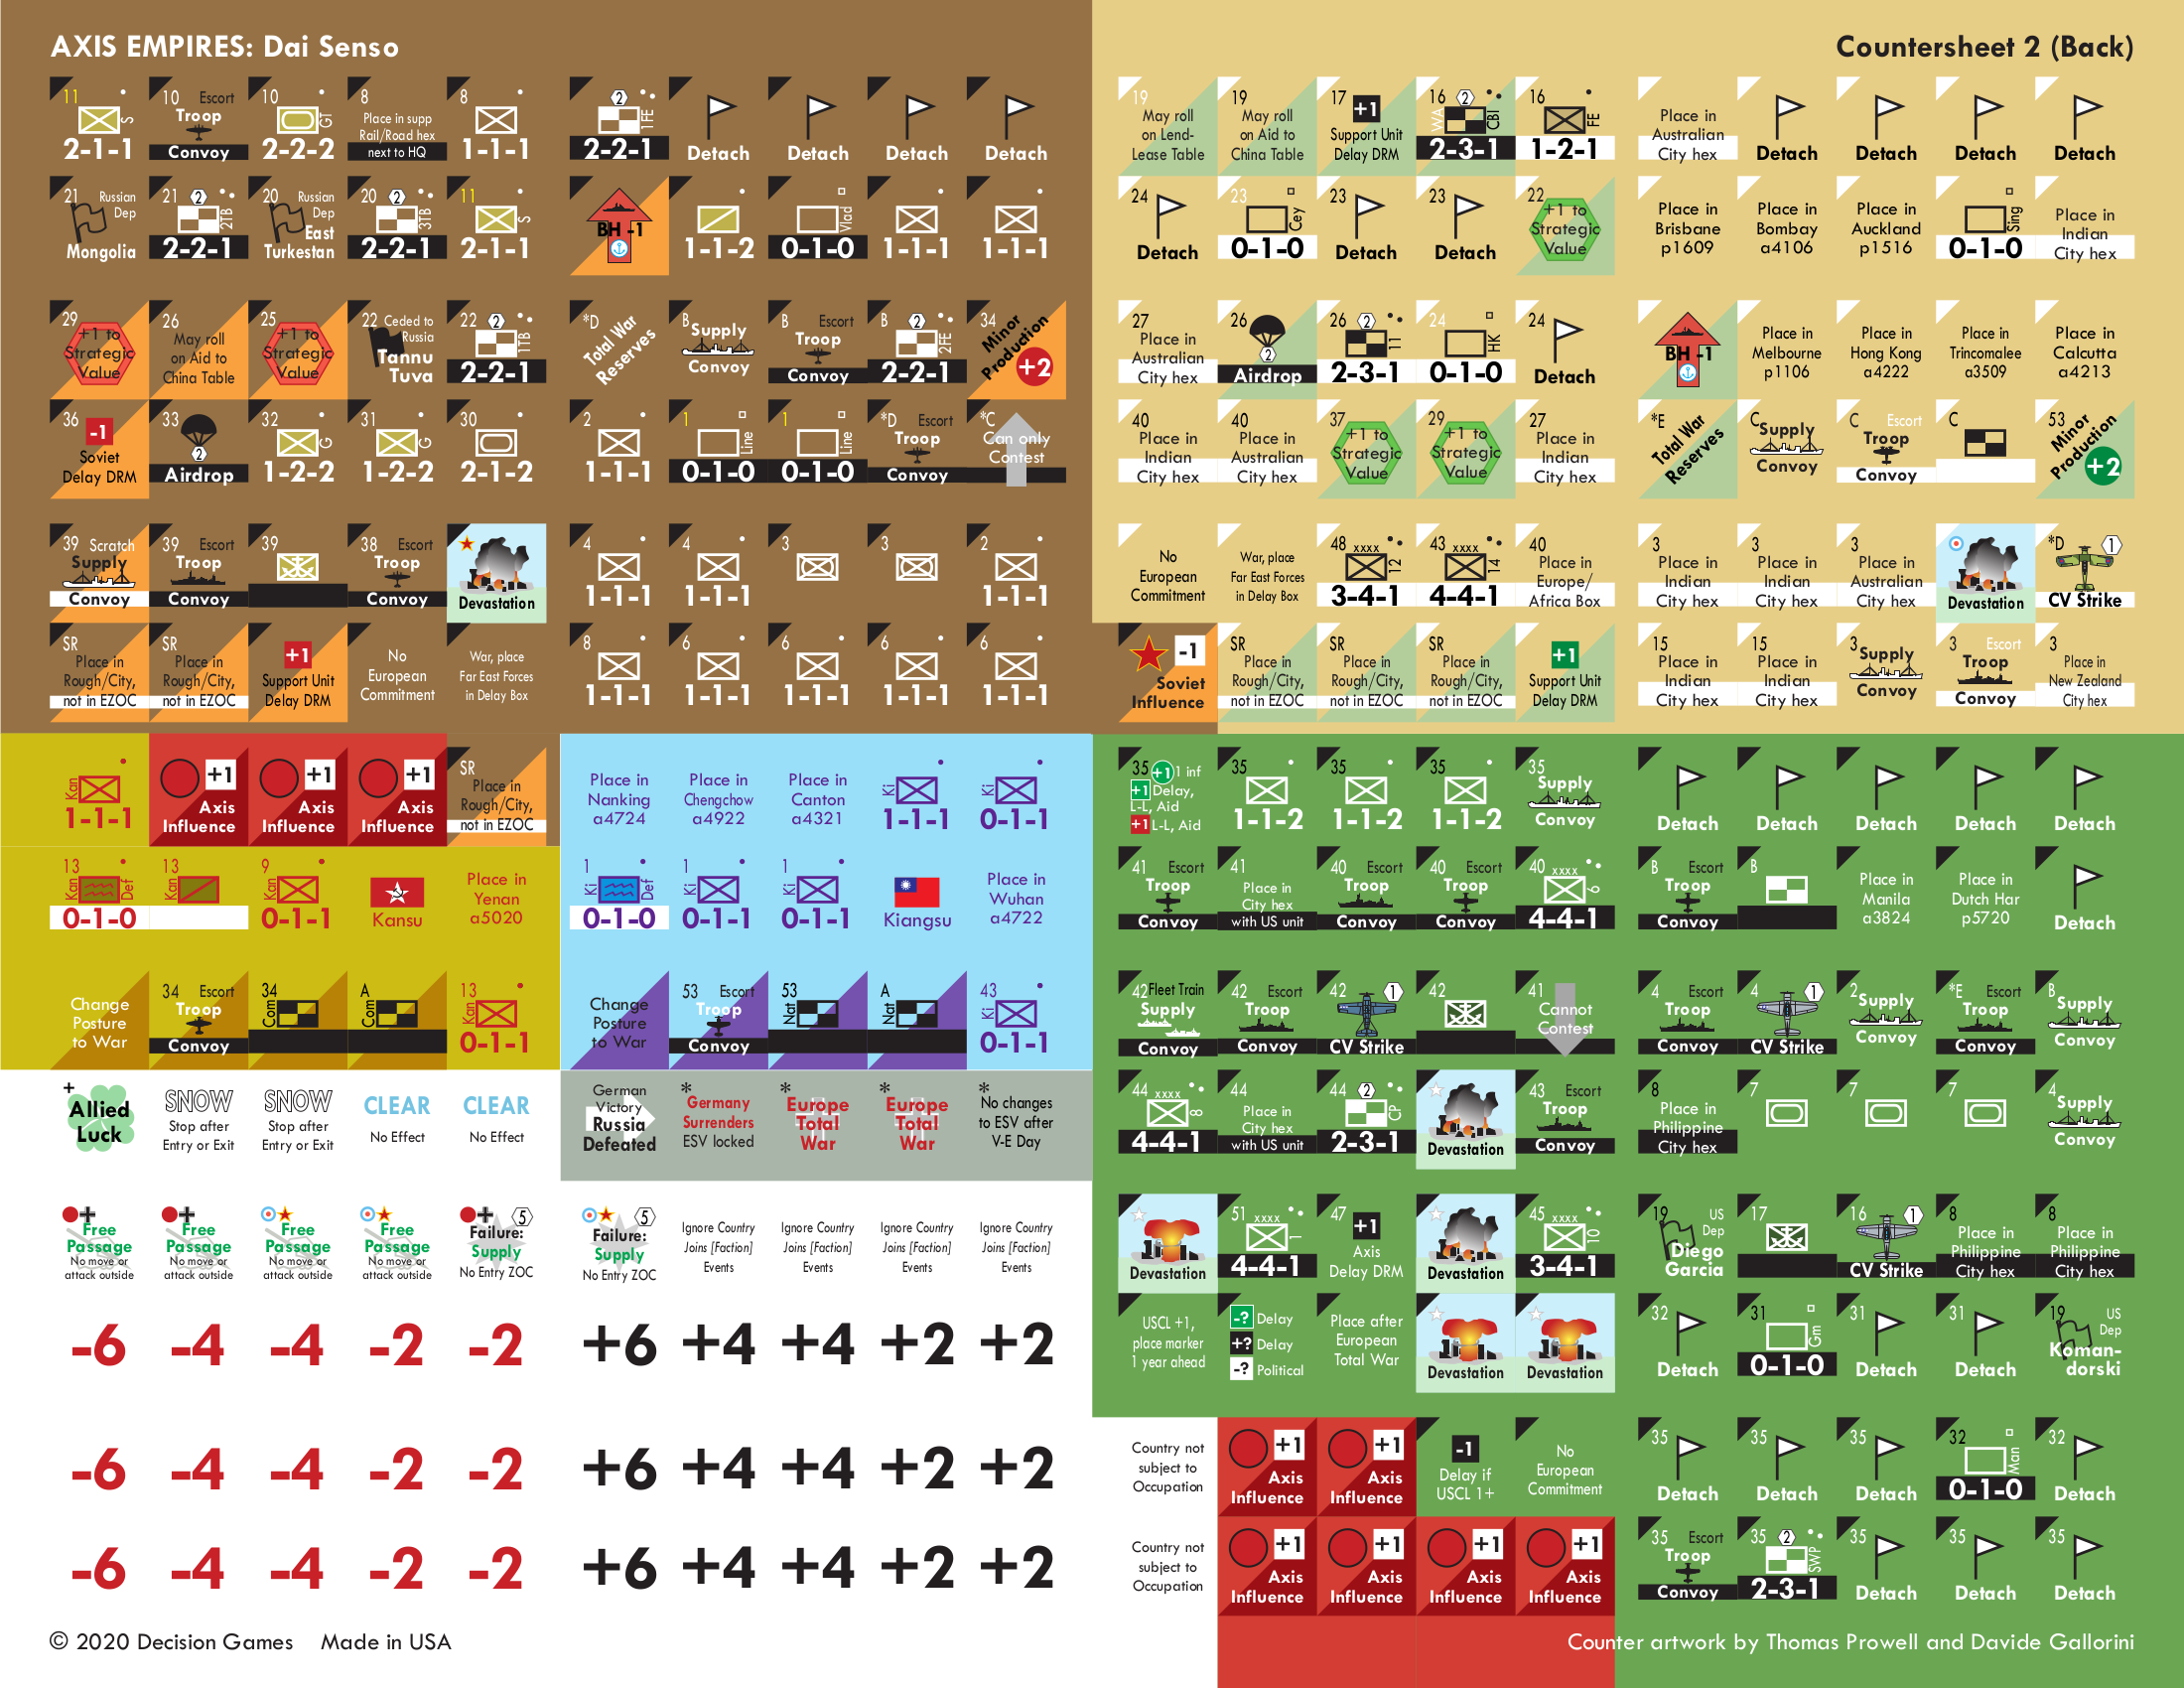 AXIS EMPIRES: Dai Senso
Countersheet 2 (Back)
11 S 2-1-1
10 Escort Troop Convoy
10 GT 2-2-2
8 Place in supp Rail/Road hex next to HQ
8 1-1-1
2 1FE 2-2-1
Detach
Detach
Detach
Detach
19 May roll on Lend-Lease Table
19 May roll on Aid to China Table
17 +1 Support Unit Delay DRM
16 2 WA CBI 2-3-1
16 FE 1-2-1
Place in Australian City hex
Detach
Detach
Detach
Detach
21 Russian Dep Mongolia
21 2 2TB 2-2-1
20 Russian Dep East Turkestan
20 2 3TB 2-2-1
11 S 2-1-1
BH -1
1-1-2
Vlad 0-1-0
1-1-1
1-1-1
24 Detach
23 Cey 0-1-0
23 Detach
23 Detach
22 +1 to Strategic Value
Place in Brisbane p1609
Place in Bombay a4106
Place in Auckland p1516
Sing 0-1-0
Place in Indian City hex
29 +1 to Strategic Value
26 May roll on Aid to China Table
25 +1 to Strategic Value
22 Ceded to Russia Tannu Tuva
22 2 1TB 2-2-1
*D Total War Reserves
B Supply Convoy
B Escort Troop Convoy
B 2 2FE 2-2-1
34 Minor Production +2
27 Place in Australian City hex
26 2 Airdrop
26 2 11 2-3-1
24 HK 0-1-0
24 Detach
BH -1
Place in Melbourne p1106
Place in Hong Kong a4222
Place in Trincomalee a3509
Place in Calcutta a4213
36 -1 Soviet Delay DRM
33 2 Airdrop
32 G 1-2-2
31 G 1-2-2
30 2-1-2
2 1-1-1
1 Line 0-1-0
1 Line 0-1-0
*D Escort Troop Convoy
*C Can only Contest
40 Place in Indian City hex
40 Place in Australian City hex
37 +1 to Strategic Value
29 +1 to Strategic Value
27 Place in Indian City hex
*E Total War Reserves
C Supply Convoy
C Escort Troop Convoy
C
53 Minor Production +2
39 Scratch Supply Convoy
39 Escort Troop Convoy
39
38 Escort Troop Convoy
Devastation
4 1-1-1
4 1-1-1
3
3
2 1-1-1
No European Commitment
War, place Far East Forces in Delay Box
48 xxxx 12 3-4-1
43 xxxx 14 4-4-1
40 Place in Europe/ Africa Box
3 Place in Indian City hex
3 Place in Indian City hex
3 Place in Australian City hex
Devastation
*D 1 CV Strike
SR Place in Rough/City, not in EZOC
SR Place in Rough/City, not in EZOC
+1 Support Unit Delay DRM
No European Commitment
War, place Far East Forces in Delay Box
8 1-1-1
6 1-1-1
6 1-1-1
6 1-1-1
6 1-1-1
-1 Soviet Influence
SR Place in Rough/City, not in EZOC
SR Place in Rough/City, not in EZOC
SR Place in Rough/City, not in EZOC
+1 Support Unit Delay DRM
15 Place in Indian City hex
15 Place in Indian City hex
3 Supply Convoy
3 Escort Troop Convoy
3 Place in New Zealand City hex
Kan 1-1-1
+1 Axis Influence
+1 Axis Influence
+1 Axis Influence
SR Place in Rough/City, not in EZOC
Place in Nanking a4724
Place in Chengchow a4922
Place in Canton a4321
Ki 1-1-1
Ki 0-1-1
35 +1 1 inf +1 Delay, L-L, Aid +1 L-L, Aid
35 1-1-2
35 1-1-2
35 1-1-2
35 Supply Convoy
Detach
Detach
Detach
Detach
Detach
13 Kan Def 0-1-0
13 Kan
9 Kan 0-1-1
Kansu
Place in Yenan a5020
1 Ki Def 0-1-0
1 Ki 0-1-1
1 Ki 0-1-1
Kiangsu
Place in Wuhan a4722
41 Escort Troop Convoy
41 Place in City hex with US unit
40 Escort Troop Convoy
40 Escort Troop Convoy
40 xxxx 6 4-4-1
B Escort Troop Convoy
B
Place in Manila a3824
Place in Dutch Har p5720
Detach
Change Posture to War
34 Escort Troop Convoy
34 Com
A Com
13 Kan 0-1-1
Change Posture to War
53 Escort Troop Convoy
53 Nat
A Nat
43 Ki 0-1-1
42 Fleet Train Supply Convoy
42 Escort Troop Convoy
42 1 CV Strike
42
41 Cannot Contest
4 Escort Troop Convoy
4 1 CV Strike
2 Supply Convoy
*E Escort Troop Convoy
B Supply Convoy
+ Allied Luck
SNOW Stop after Entry or Exit
SNOW Stop after Entry or Exit
CLEAR No Effect
CLEAR No Effect
German Victory Russia Defeated
* Germany Surrenders ESV locked
* Europe Total War
* Europe Total War
* No changes to ESV after V-E Day
44 xxxx 8 4-4-1
44 Place in City hex with US unit
44 2 CP 2-3-1
Devastation
43 Escort Troop Convoy
8 Place in Philippine City hex
7
7
7
4 Supply Convoy
Free Passage No move or attack outside
Free Passage No move or attack outside
Free Passage No move or attack outside
Free Passage No move or attack outside
5 Failure: Supply No Entry ZOC
5 Failure: Supply No Entry ZOC
Ignore Country Joins [Faction] Events
Ignore Country Joins [Faction] Events
Ignore Country Joins [Faction] Events
Ignore Country Joins [Faction] Events
Devastation
51 xxxx 1 4-4-1
47 +1 Axis Delay DRM
Devastation
45 xxxx 10 3-4-1
19 US Dep Diego Garcia
17
16 1 CV Strike
8 Place in Philippine City hex
8 Place in Philippine City hex
-6 -4 -4 -2 -2 +6 +4 +4 +2 +2
USCL +1, place marker 1 year ahead
-? Delay +? Delay -? Political
Place after European Total War
Devastation
Devastation
32 Detach
31 Gm 0-1-0
31 Detach
31 Detach
19 US Dep Koman-dorski
-6 -4 -4 -2 -2 +6 +4 +4 +2 +2
Country not subject to Occupation
+1 Axis Influence
+1 Axis Influence
-1 Delay if USCL 1+
No European Commitment
35 Detach
35 Detach
35 Detach
32 Man 0-1-0
32 Detach
-6 -4 -4 -2 -2 +6 +4 +4 +2 +2
Country not subject to Occupation
+1 Axis Influence
+1 Axis Influence
+1 Axis Influence
+1 Axis Influence
35 Escort Troop Convoy
35 2 SWP 2-3-1
35 Detach
35 Detach
35 Detach
© 2020 Decision Games Made in USA
Counter artwork by Thomas Prowell and Davide Gallorini